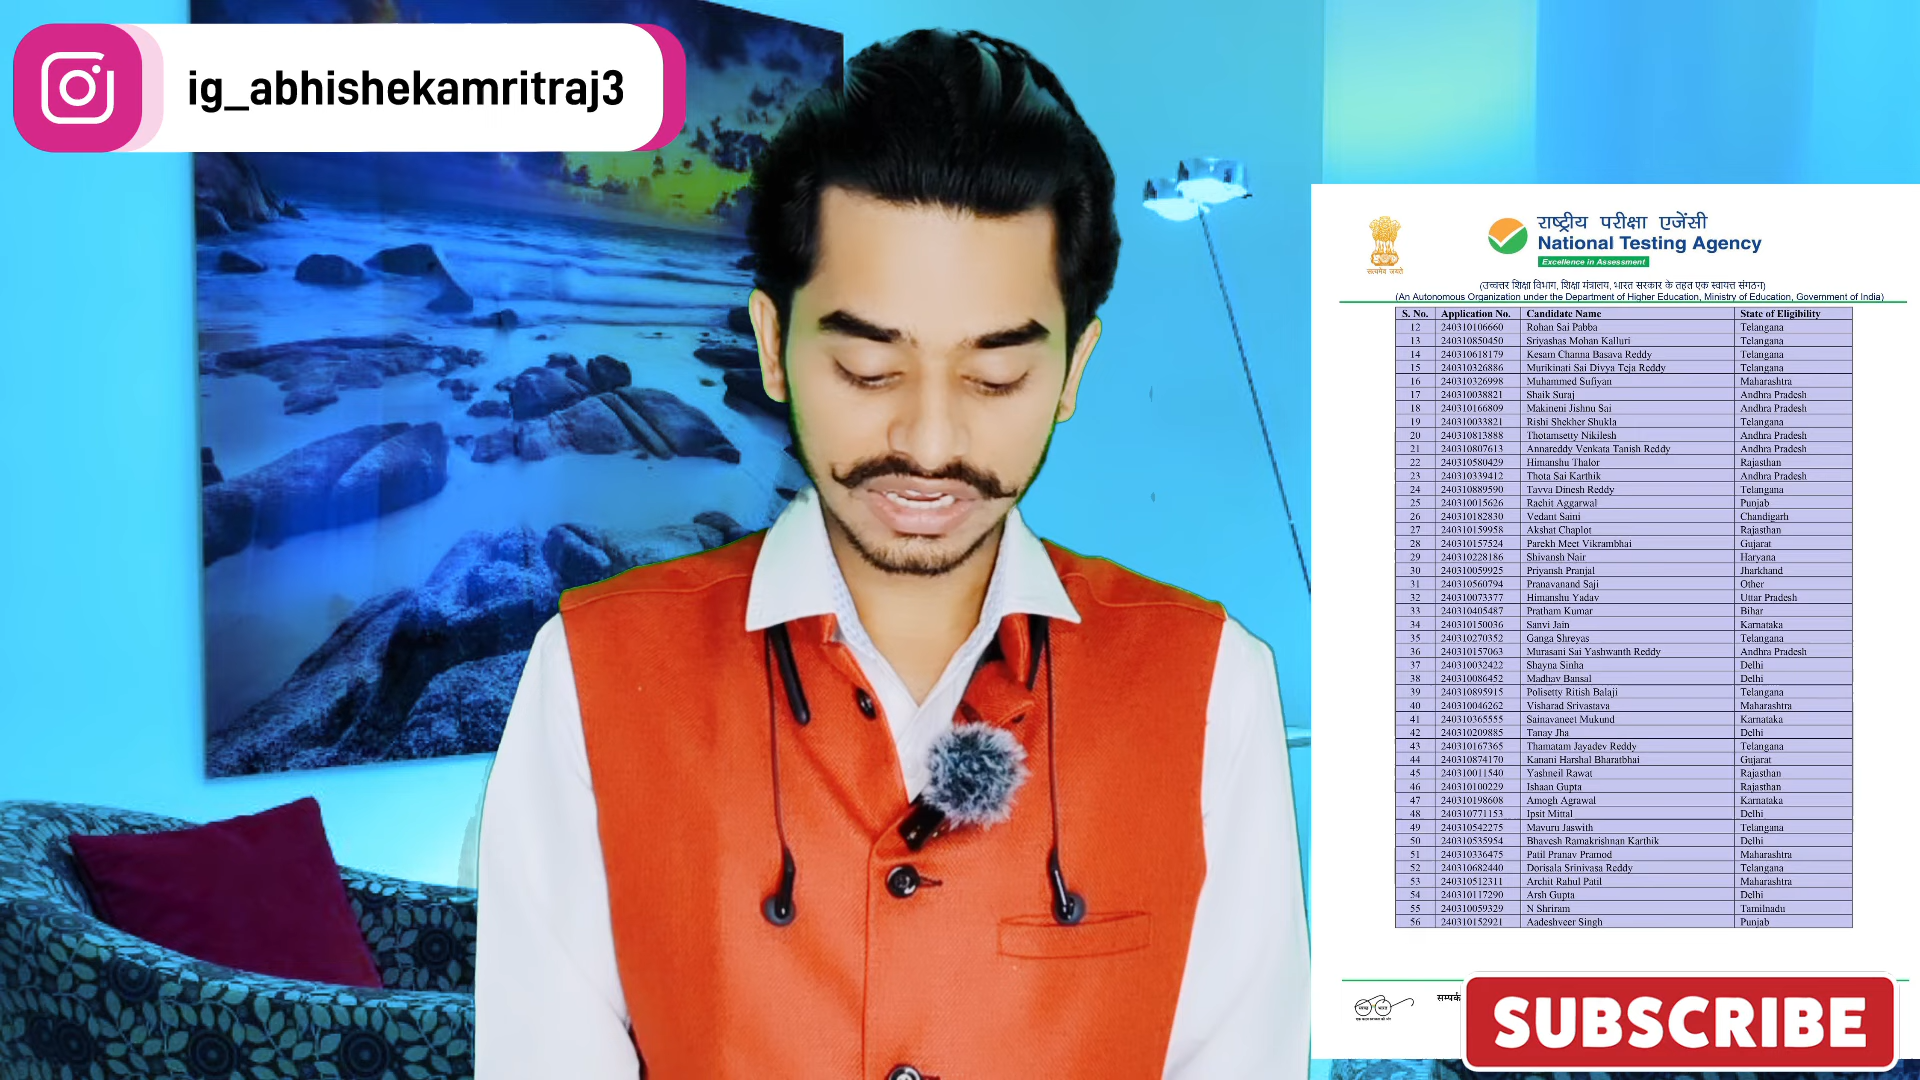 ig_abhishekamritraj3
सत्यमेव जयते
राष्ट्रीय परीक्षा एजेंसी
National Testing Agency
Excellence in Assessment
(उच्चतर शिक्षा विभाग, शिक्षा मंत्रालय, भारत सरकार के तहत एक स्वायत्त संगठन)
(An Autonomous Organization under the Department of Higher Education, Ministry of Education, Government of India)
S. No. Application No. Candidate Name State of Eligibility
12 240310106660 Rohan Sai Pabba Telangana
13 240310850450 Sriyashas Mohan Kalluri Telangana
14 240310618179 Kesam Channa Basava Reddy Telangana
15 240310326886 Murikinati Sai Divya Teja Reddy Telangana
16 240310326998 Muhammed Sufiyan Maharashtra
17 240310038821 Shaik Suraj Andhra Pradesh
18 240310166809 Makineni Jishnu Sai Andhra Pradesh
19 240310033821 Rishi Shekher Shukla Telangana
20 240310813888 Thotamsetty Nikilesh Andhra Pradesh
21 240310807613 Annareddy Venkata Tanish Reddy Andhra Pradesh
22 240310580429 Himanshu Thalor Rajasthan
23 240310339412 Thota Sai Karthik Andhra Pradesh
24 240310889590 Tavva Dinesh Reddy Telangana
25 240310015626 Rachit Aggarwal Punjab
26 240310182830 Vedant Saini Chandigarh
27 240310159958 Akshat Chaplot Rajasthan
28 240310157524 Parekh Meet Vikrambhai Gujarat
29 240310228186 Shivansh Nair Haryana
30 240310059925 Priyansh Pranjal Jharkhand
31 240310560794 Pranavanand Saji Other
32 240310073377 Himanshu Yadav Uttar Pradesh
33 240310405487 Pratham Kumar Bihar
34 240310150036 Sanvi Jain Karnataka
35 240310270352 Ganga Shreyas Telangana
36 240310157063 Murasani Sai Yashwanth Reddy Andhra Pradesh
37 240310032422 Shayna Sinha Delhi
38 240310086452 Madhav Bansal Delhi
39 240310895915 Polisetty Ritish Balaji Telangana
40 240310046262 Visharad Srivastava Maharashtra
41 240310365555 Sainavaneet Mukund Karnataka
42 240310209885 Tanay Jha Delhi
43 240310167365 Thamatam Jayadev Reddy Telangana
44 240310874170 Kanani Harshal Bharatbhai Gujarat
45 240310011540 Yashneil Rawat Rajasthan
46 240310100229 Ishaan Gupta Rajasthan
47 240310198608 Amogh Agrawal Karnataka
48 240310771153 Ipsit Mittal Delhi
49 240310542275 Mavuru Jaswith Telangana
50 240310535954 Bhavesh Ramakrishnan Karthik Delhi
51 240310336475 Patil Pranav Pramod Maharashtra
52 240310682440 Dorisala Srinivasa Reddy Telangana
53 240310512311 Archit Rahul Patil Maharashtra
54 240310117290 Arsh Gupta Delhi
55 240310059329 N Shriram Tamilnadu
56 240310152921 Aadeshveer Singh Punjab
सम्पर्क
SUBSCRIBE